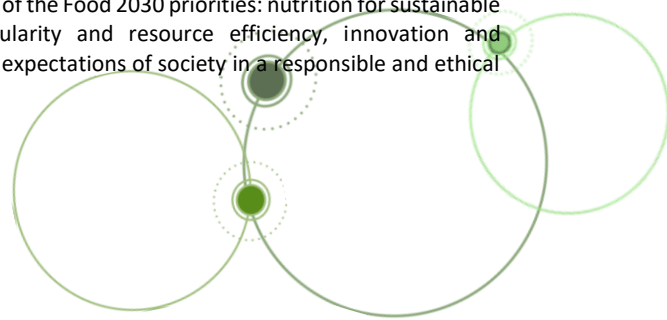 of the Food 2030 priorities: nutrition for sustainable
ularity and resource efficiency, innovation and
expectations of society in a responsible and ethical